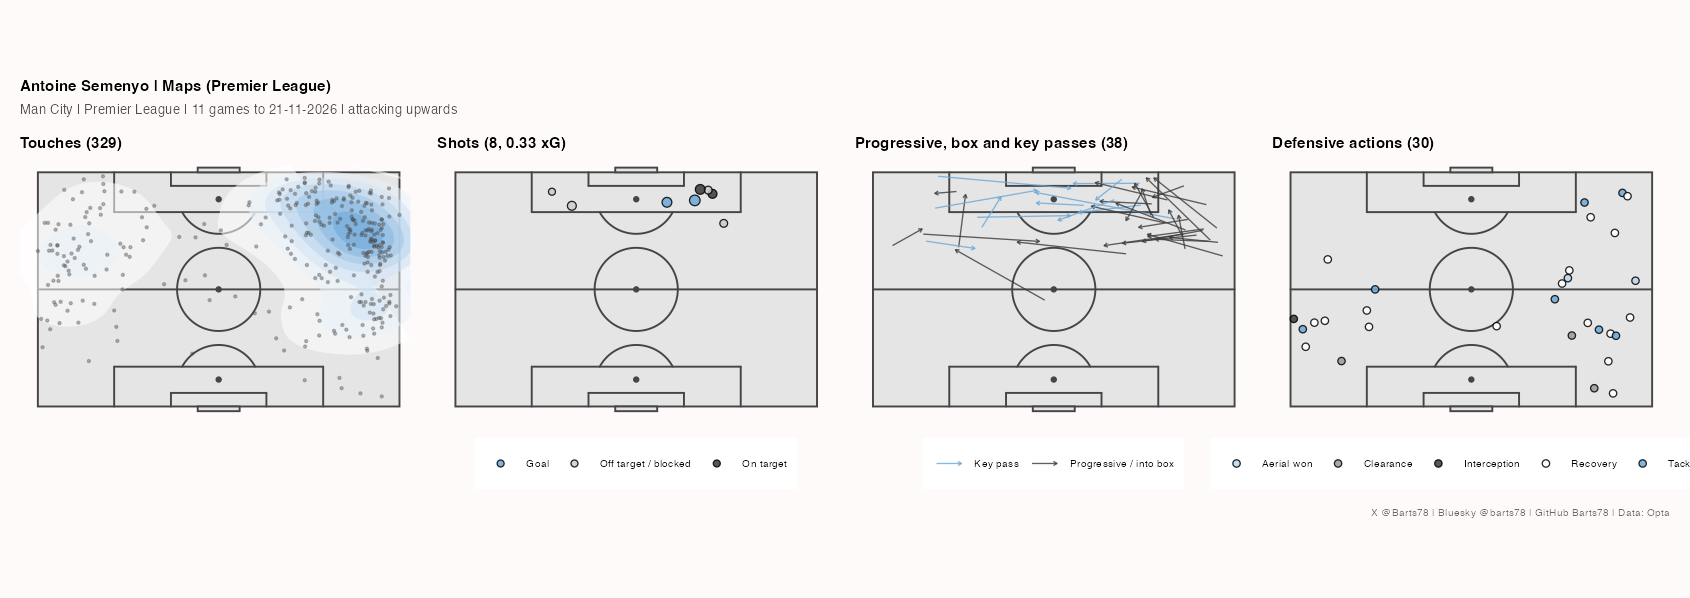 Antoine Semenyo | Maps (Premier League)
Man City | Premier League | 11 games to 21-11-2026 | attacking upwards
Touches (329)
Shots (8, 0.33 xG)
Progressive, box and key passes (38)
Defensive actions (30)
Goal
Off target / blocked
On target
Key pass
Progressive / into box
Aerial won
Clearance
Interception
Recovery
Tack
X @Barts78 | Bluesky @barts78 | GitHub Barts78 | Data: Opta